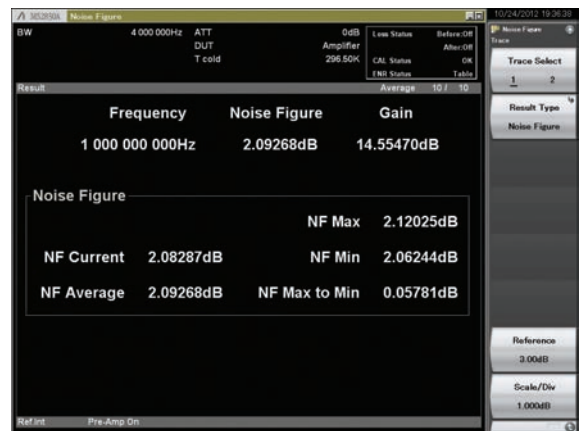 MS2830A Noise Figure
10/24/2012 19:36:38
BW 4 000 000Hz ATT 0dB
DUT Amplifier
T cold 296.50K
Loss Status Before:Off
After:Off
CAL Status OK
ENR Status Table
Result Average 10 / 10
Frequency Noise Figure Gain
1 000 000 000Hz 2.09268dB 14.55470dB
Noise Figure
NF Max 2.12025dB
NF Current 2.08287dB NF Min 2.06244dB
NF Average 2.09268dB NF Max to Min 0.05781dB
Ref.Int Pre-Amp On
Noise Figure
Trace
Trace Select
1 2
Result Type
Noise Figure
Reference
3.00dB
Scale/Div
1.000dB